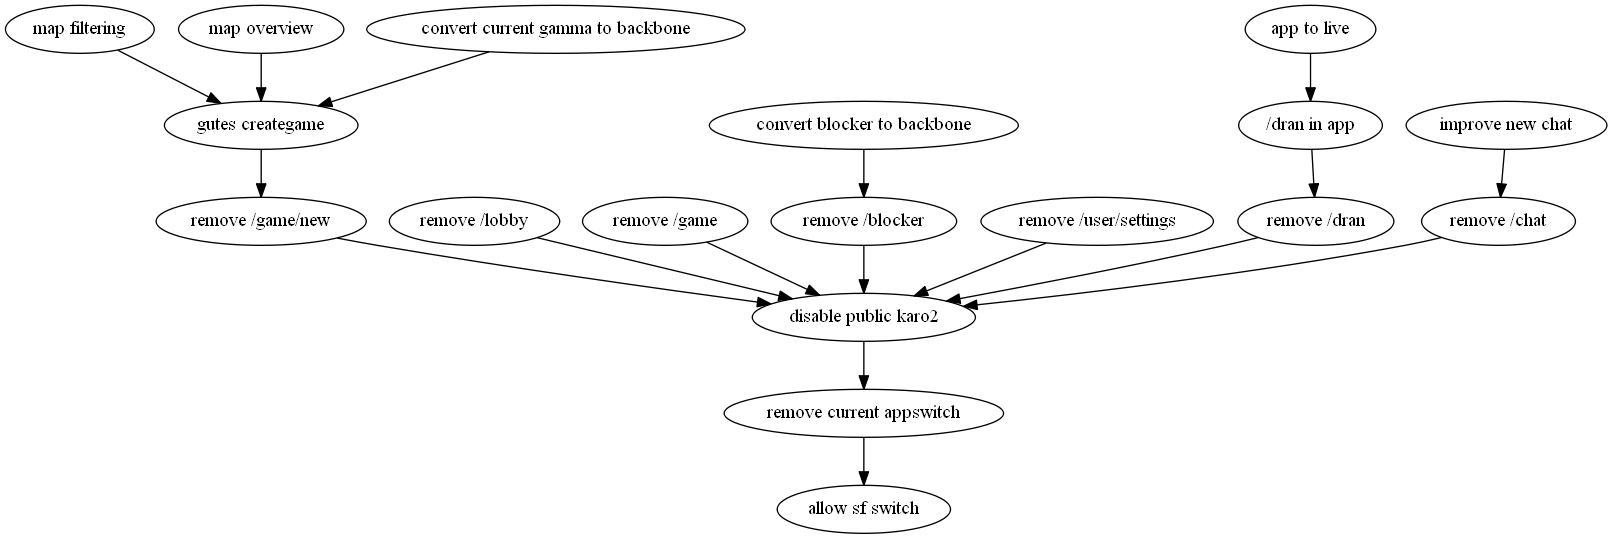 map filtering
map overview
convert current gamma to backbone
app to live
gutes creategame
convert blocker to backbone
/dran in app
improve new chat
remove /game/new
remove /lobby
remove /game
remove /blocker
remove /user/settings
remove /dran
remove /chat
disable public karo2
remove current appswitch
allow sf switch